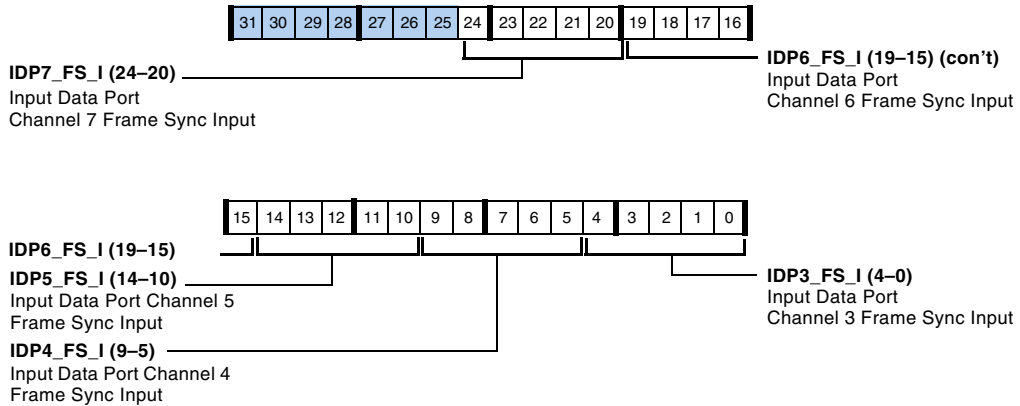 31 30 29 28 27 26 25 24 23 22 21 20 19 18 17 16
IDP7_FS_I (24–20)
Input Data Port
Channel 7 Frame Sync Input
IDP6_FS_I (19–15) (con't)
Input Data Port
Channel 6 Frame Sync Input
15 14 13 12 11 10 9 8 7 6 5 4 3 2 1 0
IDP6_FS_I (19–15)
IDP5_FS_I (14–10)
Input Data Port Channel 5
Frame Sync Input
IDP4_FS_I (9–5)
Input Data Port Channel 4
Frame Sync Input
IDP3_FS_I (4–0)
Input Data Port
Channel 3 Frame Sync Input